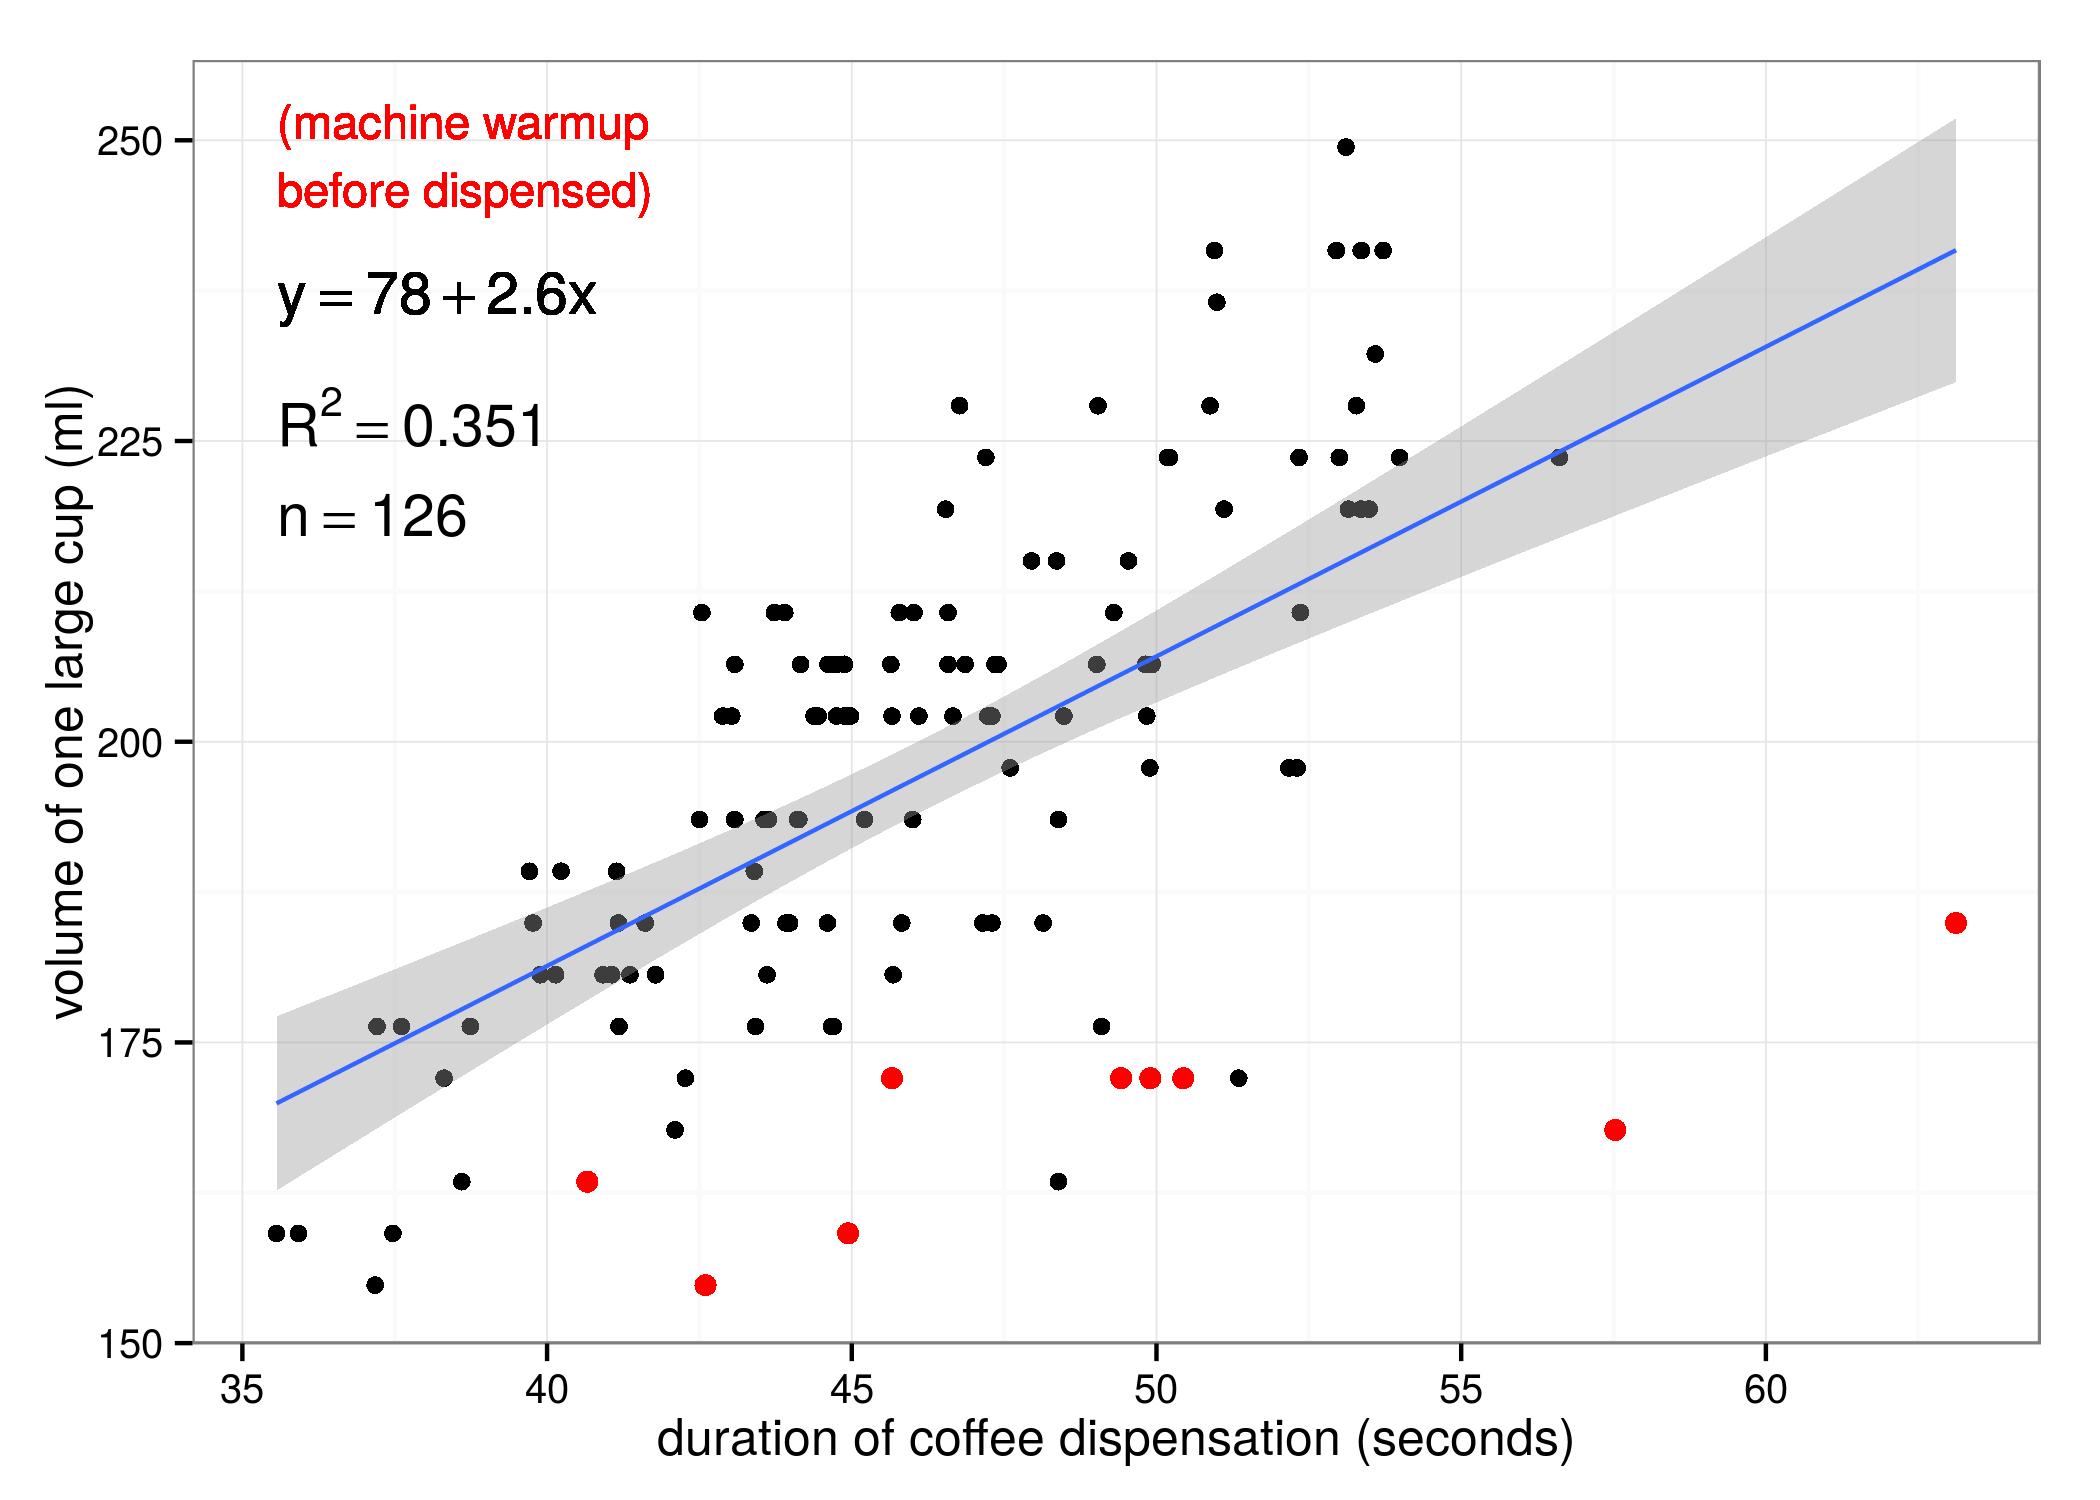 (machine warmup
before dispensed)
y = 78 + 2.6x
R² = 0.351
n = 126
volume of one large cup (ml)
250
225
200
175
150
35 40 45 50 55 60
duration of coffee dispensation (seconds)